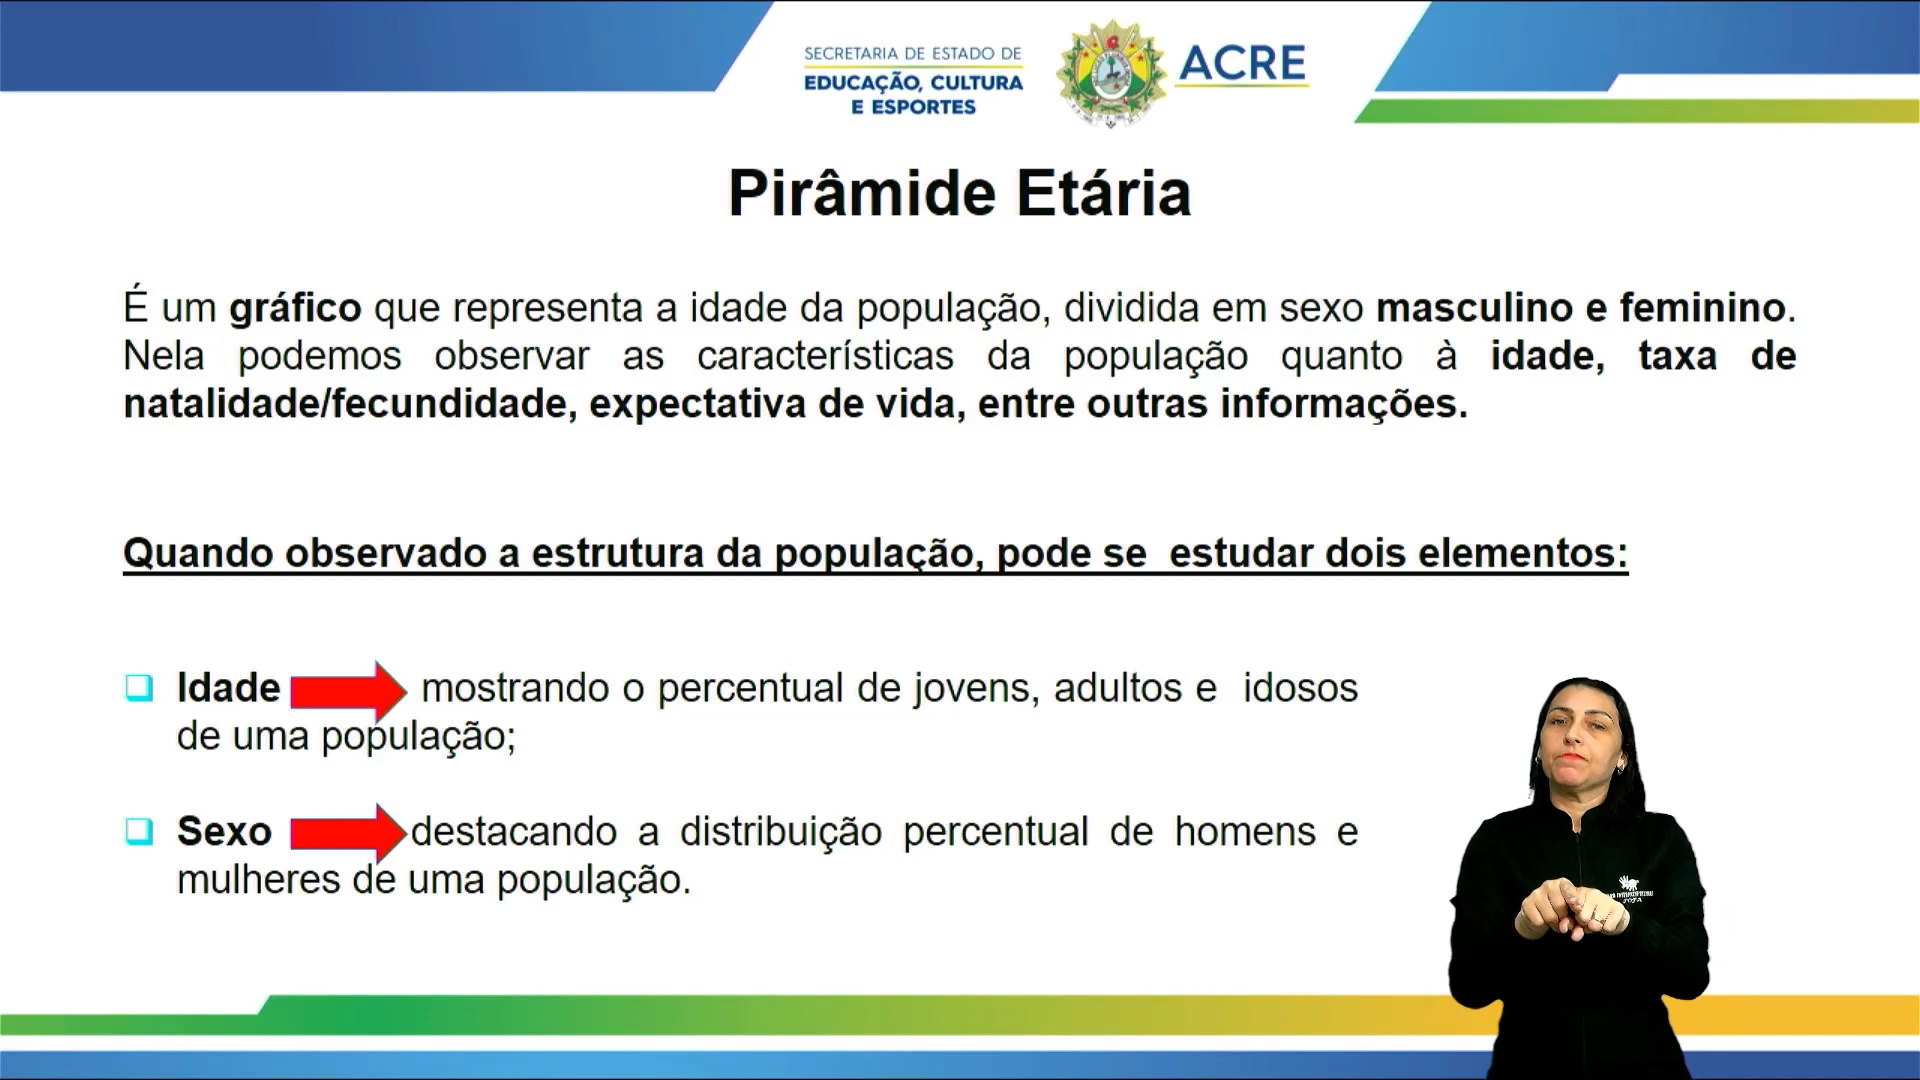 SECRETARIA DE ESTADO DE
EDUCAÇÃO, CULTURA
E ESPORTES
ACRE
Pirâmide Etária
É um gráfico que representa a idade da população, dividida em sexo masculino e feminino.
Nela podemos observar as características da população quanto à idade, taxa de
natalidade/fecundidade, expectativa de vida, entre outras informações.
Quando observado a estrutura da população, pode se estudar dois elementos:
Idade mostrando o percentual de jovens, adultos e idosos
de uma população;
Sexo destacando a distribuição percentual de homens e
mulheres de uma população.